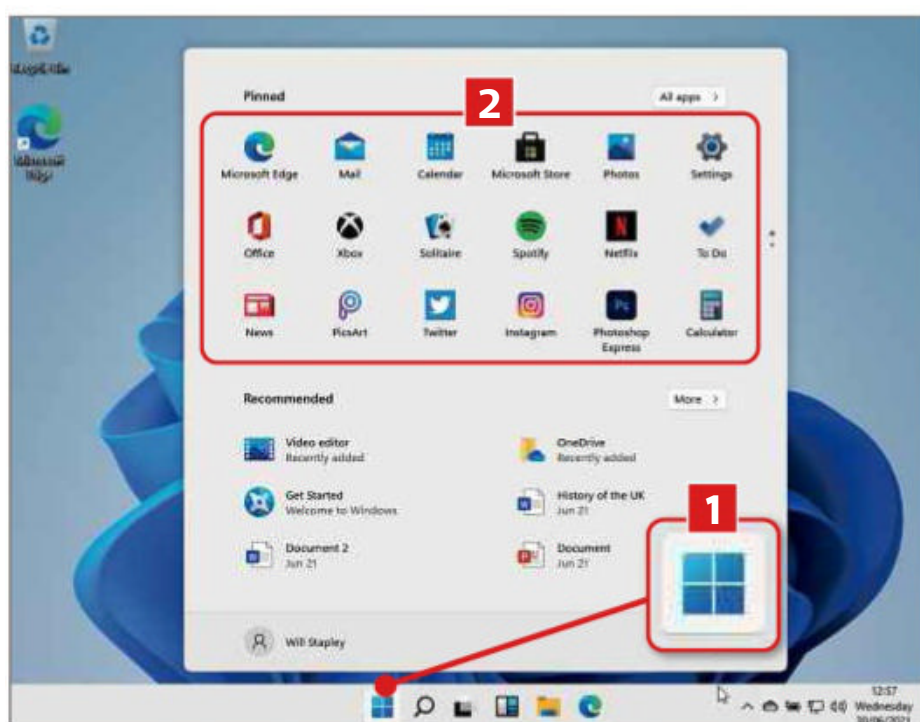 Pinned
All apps >
2
Microsoft Edge
Mail
Calendar
Microsoft Store
Photos
Settings
Office
Xbox
Solitaire
Spotify
Netflix
To Do
News
PicsArt
Twitter
Instagram
Ps
Photoshop
Express
Calculator
Recommended
More >
Video editor
Recently added
OneDrive
Recently added
Get Started
Welcome to Windows
History of the UK
Jun 21
1
Document 2
Jun 21
Document
Jun 21
Will Stapley
12:57
Wednesday